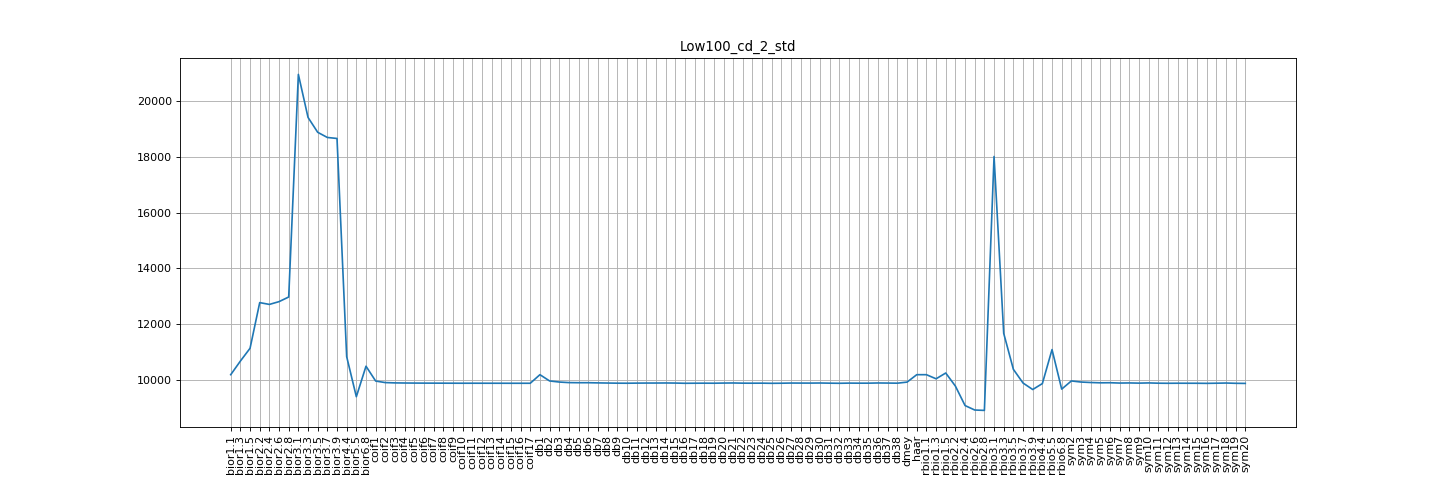 Low100_cd_2_std
20000
18000
16000
14000
12000
10000
bior1.1
bior1.3
bior1.5
bior2.2
bior2.4
bior2.6
bior2.8
bior3.1
bior3.3
bior3.5
bior3.7
bior3.9
bior4.4
bior5.5
bior6.8
coif1
coif2
coif3
coif4
coif5
coif6
coif7
coif8
coif9
coif10
coif11
coif12
coif13
coif14
coif15
coif16
coif17
db1
db2
db3
db4
db5
db6
db7
db8
db9
db10
db11
db12
db13
db14
db15
db16
db17
db18
db19
db20
db21
db22
db23
db24
db25
db26
db27
db28
db29
db30
db31
db32
db33
db34
db35
db36
db37
db38
dmey
haar
rbio1.1
rbio1.3
rbio1.5
rbio2.2
rbio2.4
rbio2.6
rbio2.8
rbio3.1
rbio3.3
rbio3.5
rbio3.7
rbio3.9
rbio4.4
rbio5.5
rbio6.8
sym2
sym3
sym4
sym5
sym6
sym7
sym8
sym9
sym10
sym11
sym12
sym13
sym14
sym15
sym16
sym17
sym18
sym19
sym20